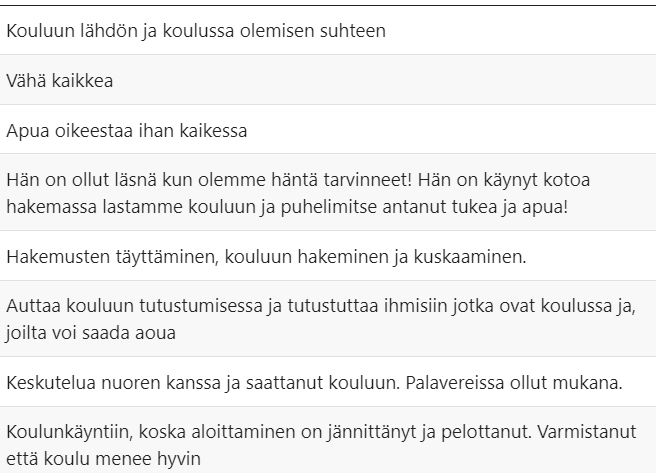 Kouluun lähdön ja koulussa olemisen suhteen
Vähä kaikkea
Apua oikeestaa ihan kaikessa
Hän on ollut läsnä kun olemme häntä tarvinneet! Hän on käynyt kotoa
hakemassa lastamme kouluun ja puhelimitse antanut tukea ja apua!
Hakemusten täyttäminen, kouluun hakeminen ja kuskaaminen.
Auttaa kouluun tutustumisessa ja tutustuttaa ihmisiin jotka ovat koulussa ja,
joilta voi saada aoua
Keskutelua nuoren kanssa ja saattanut kouluun. Palavereissa ollut mukana.
Koulunkäyntiin, koska aloittaminen on jännittänyt ja pelottanut. Varmistanut
että koulu menee hyvin